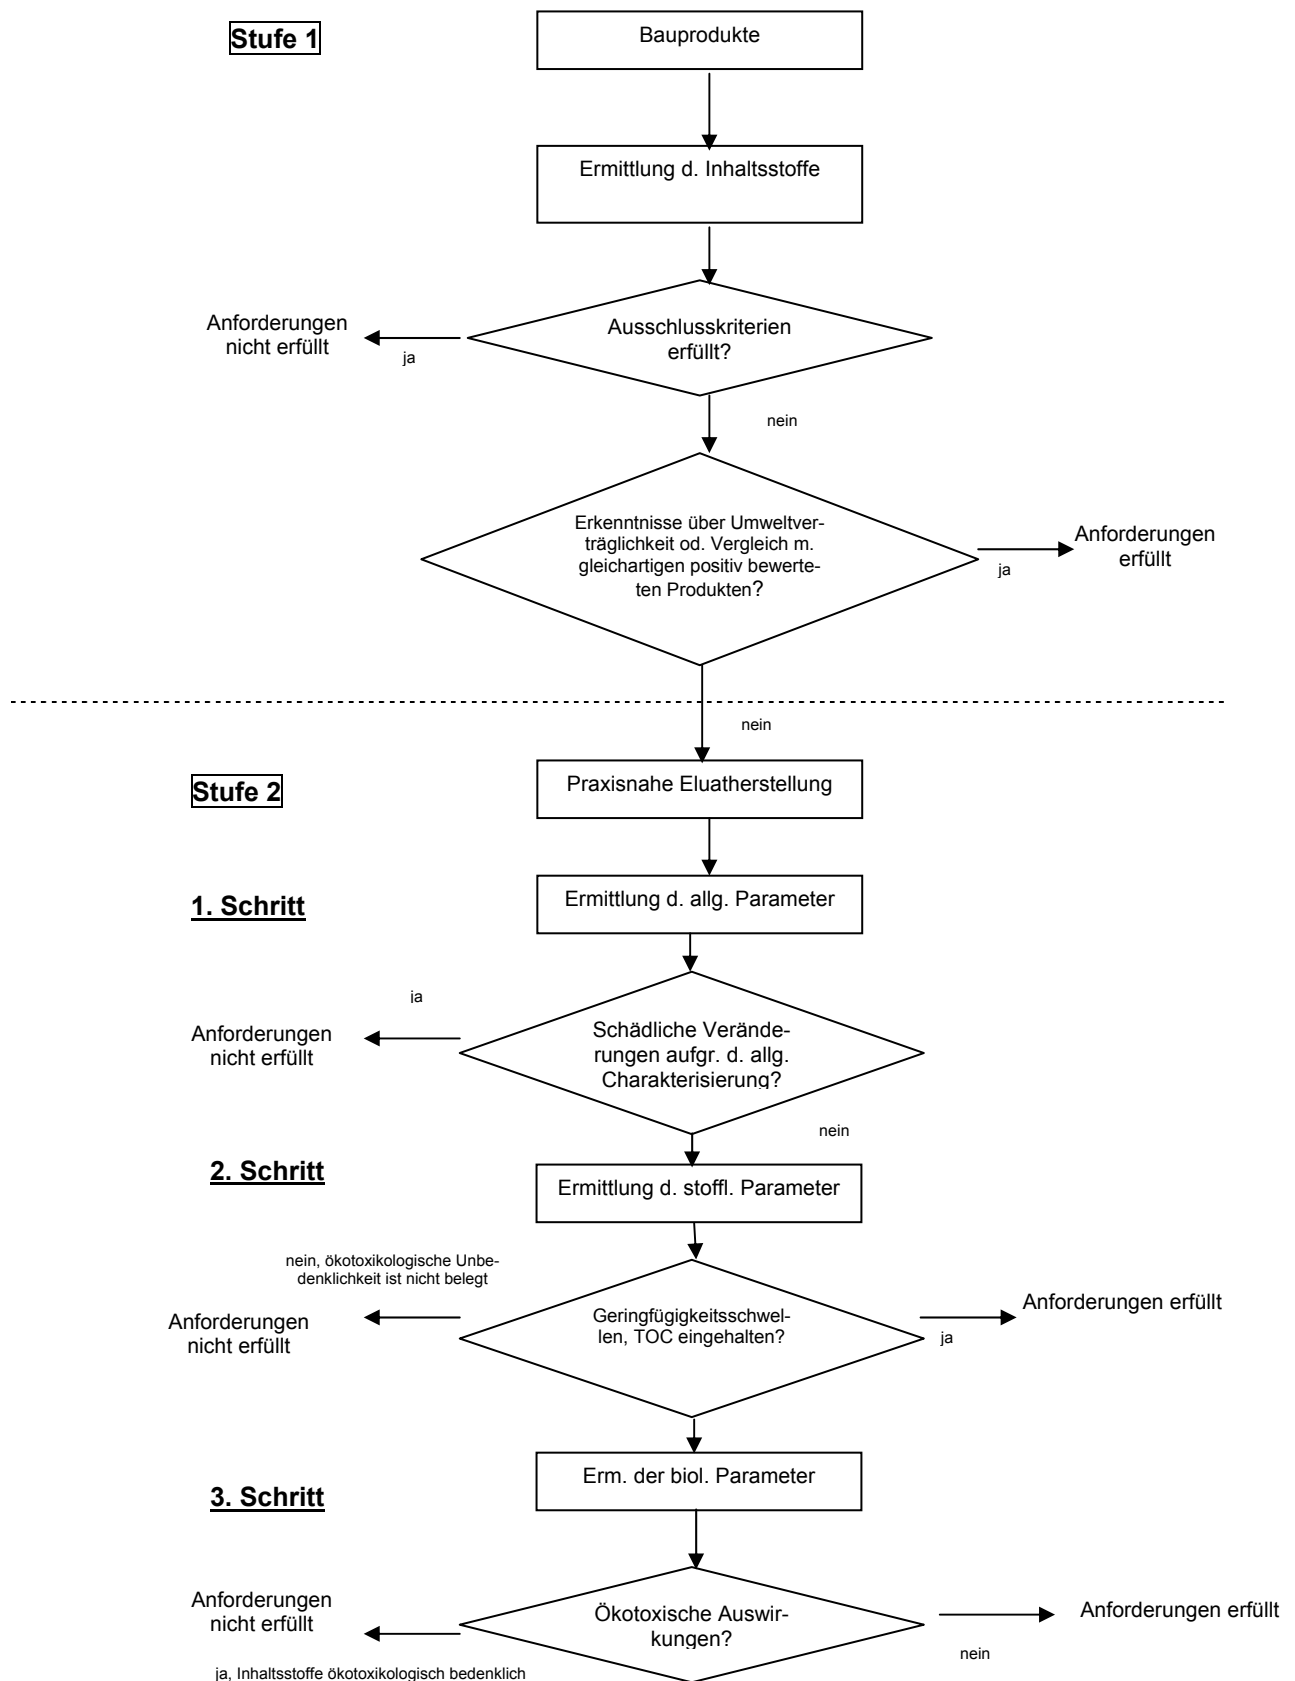 Stufe 1
Bauprodukte
Ermittlung d. Inhaltsstoffe
Anforderungen
nicht erfüllt
ja
Ausschlusskriterien
erfüllt?
nein
Erkenntnisse über Umweltver-
träglichkeit od. Vergleich m.
gleichartigen positiv bewerte-
ten Produkten?
ja
Anforderungen
erfüllt
nein
Stufe 2
Praxisnahe Eluatherstellung
1. Schritt
Ermittlung d. allg. Parameter
ja
Anforderungen
nicht erfüllt
Schädliche Verände-
rungen aufgr. d. allg.
Charakterisierung?
nein
2. Schritt
Ermittlung d. stoffl. Parameter
nein, ökotoxikologische Unbe-
denklichkeit ist nicht belegt
Anforderungen
nicht erfüllt
Geringfügigkeitsschwel-
len, TOC eingehalten?
ja
Anforderungen erfüllt
Erm. der biol. Parameter
3. Schritt
Anforderungen
nicht erfüllt
Ökotoxische Auswir-
kungen?
Anforderungen erfüllt
nein
ja, Inhaltsstoffe ökotoxikologisch bedenklich